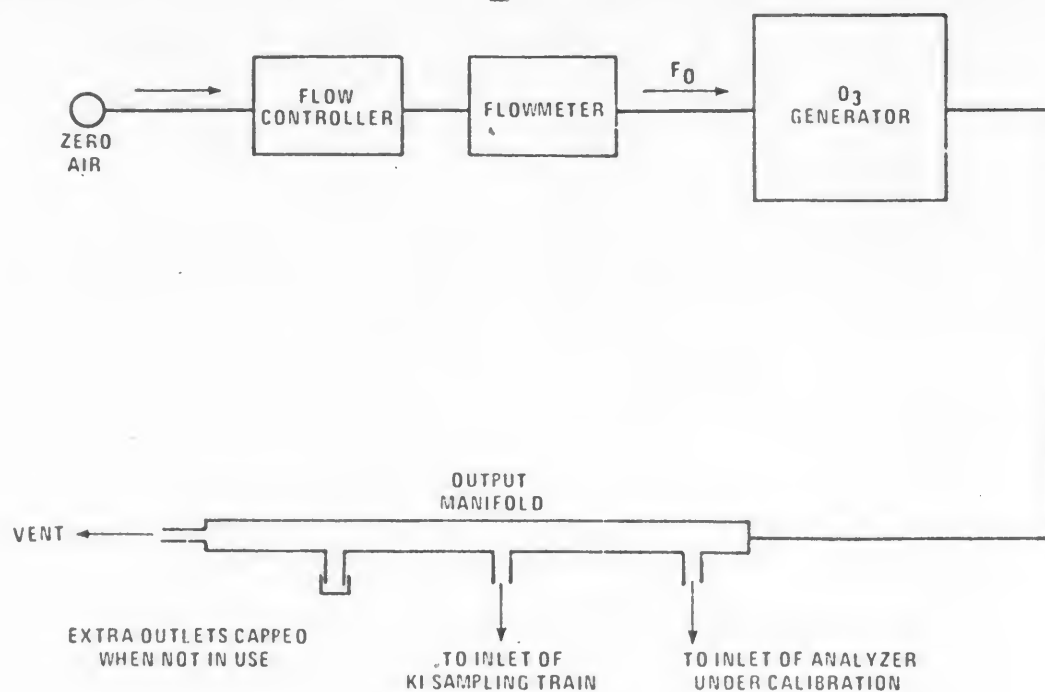 ZERO
AIR
FLOW
CONTROLLER
FLOWMETER
F0
O3
GENERATOR
OUTPUT
MANIFOLD
VENT
EXTRA OUTLETS CAPPED
WHEN NOT IN USE
TO INLET OF
KI SAMPLING TRAIN
TO INLET OF ANALYZER
UNDER CALIBRATION